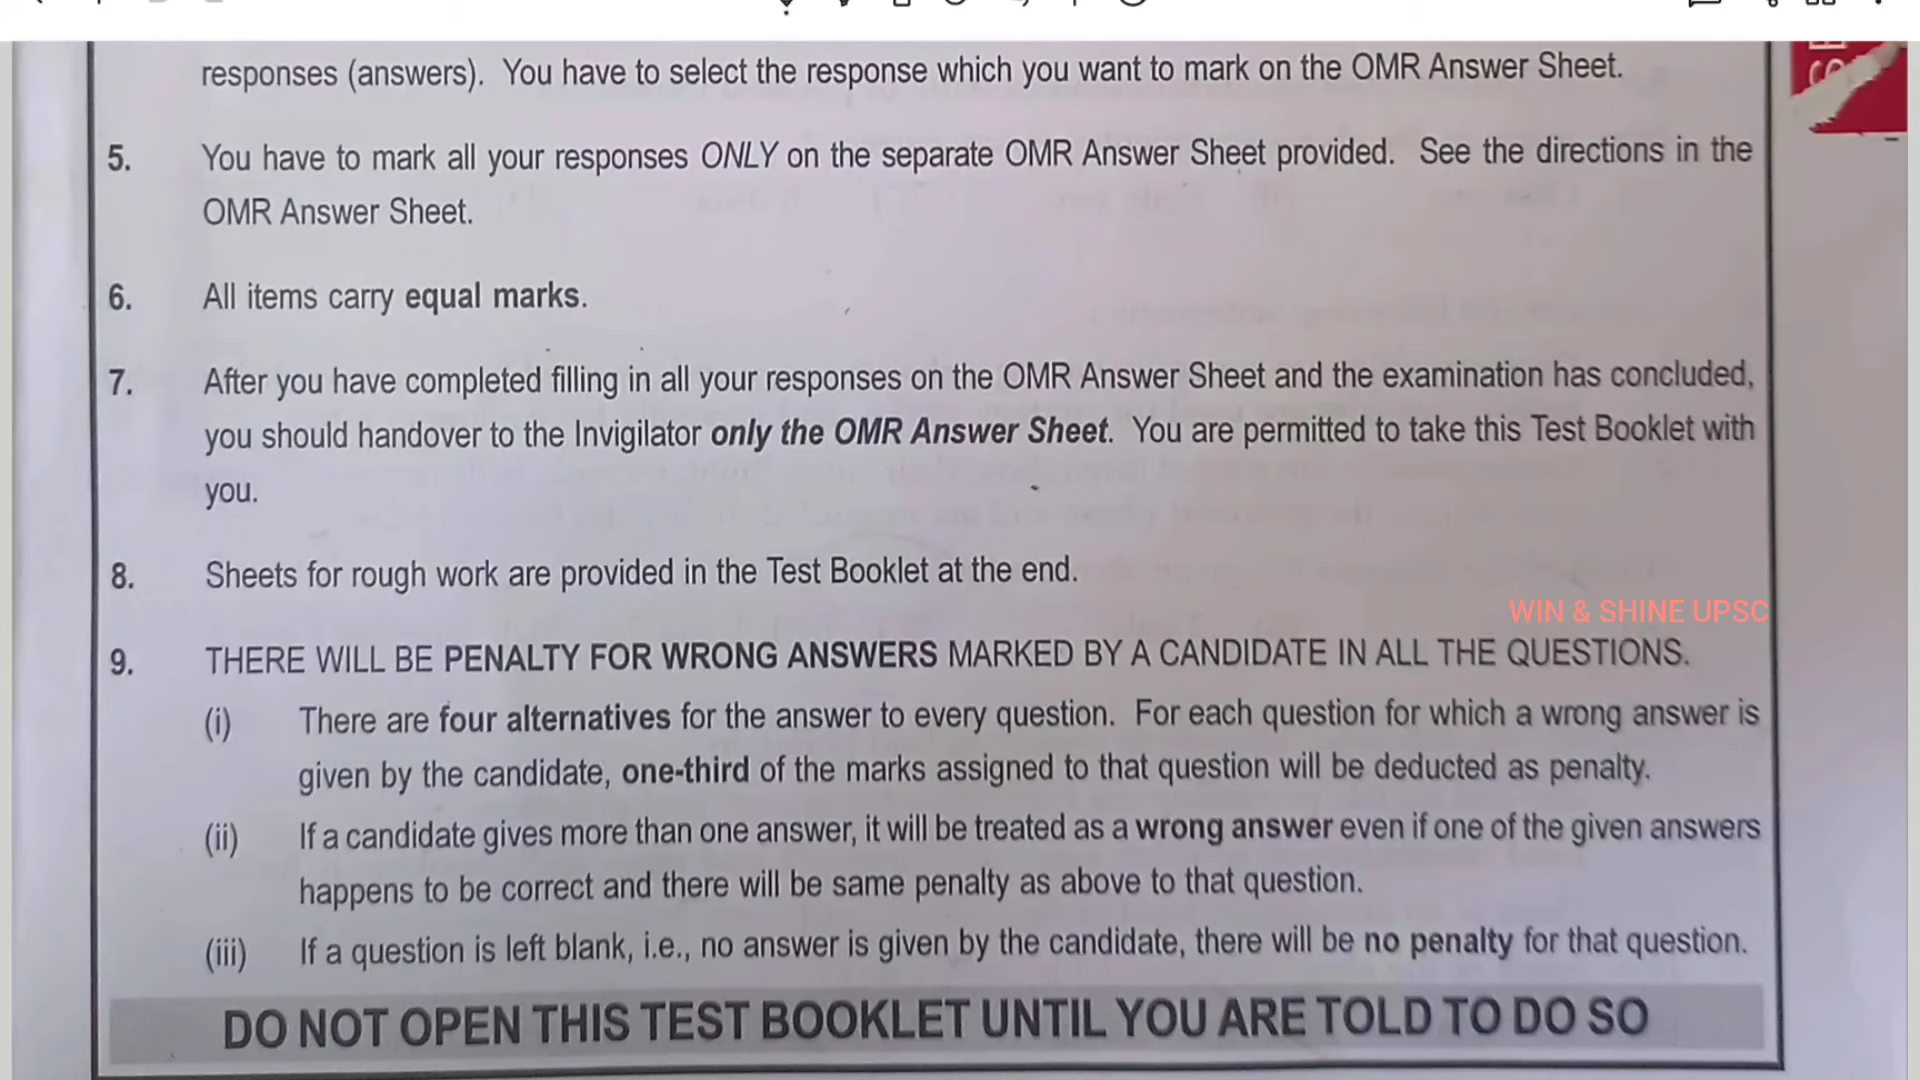 responses (answers). You have to select the response which you want to mark on the OMR Answer Sheet.
5. You have to mark all your responses ONLY on the separate OMR Answer Sheet provided. See the directions in the
OMR Answer Sheet.
6. All items carry equal marks.
7. After you have completed filling in all your responses on the OMR Answer Sheet and the examination has concluded,
you should handover to the Invigilator only the OMR Answer Sheet. You are permitted to take this Test Booklet with
you.
8. Sheets for rough work are provided in the Test Booklet at the end.
WIN & SHINE UPSC
9. THERE WILL BE PENALTY FOR WRONG ANSWERS MARKED BY A CANDIDATE IN ALL THE QUESTIONS.
(i) There are four alternatives for the answer to every question. For each question for which a wrong answer is
given by the candidate, one-third of the marks assigned to that question will be deducted as penalty.
(ii) If a candidate gives more than one answer, it will be treated as a wrong answer even if one of the given answers
happens to be correct and there will be same penalty as above to that question.
(iii) If a question is left blank, i.e., no answer is given by the candidate, there will be no penalty for that question.
DO NOT OPEN THIS TEST BOOKLET UNTIL YOU ARE TOLD TO DO SO